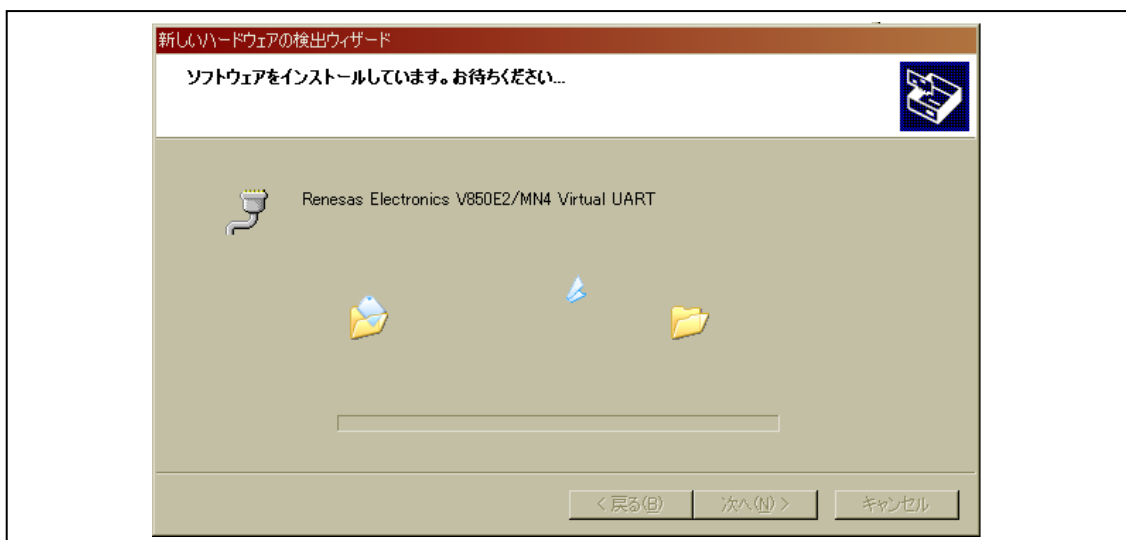 新しいハードウェアの検出ウィザード
ソフトウェアをインストールしています。お待ちください...
Renesas Electronics V850E2/MN4 Virtual UART
< 戻る(B)
次へ(N) >
キャンセル